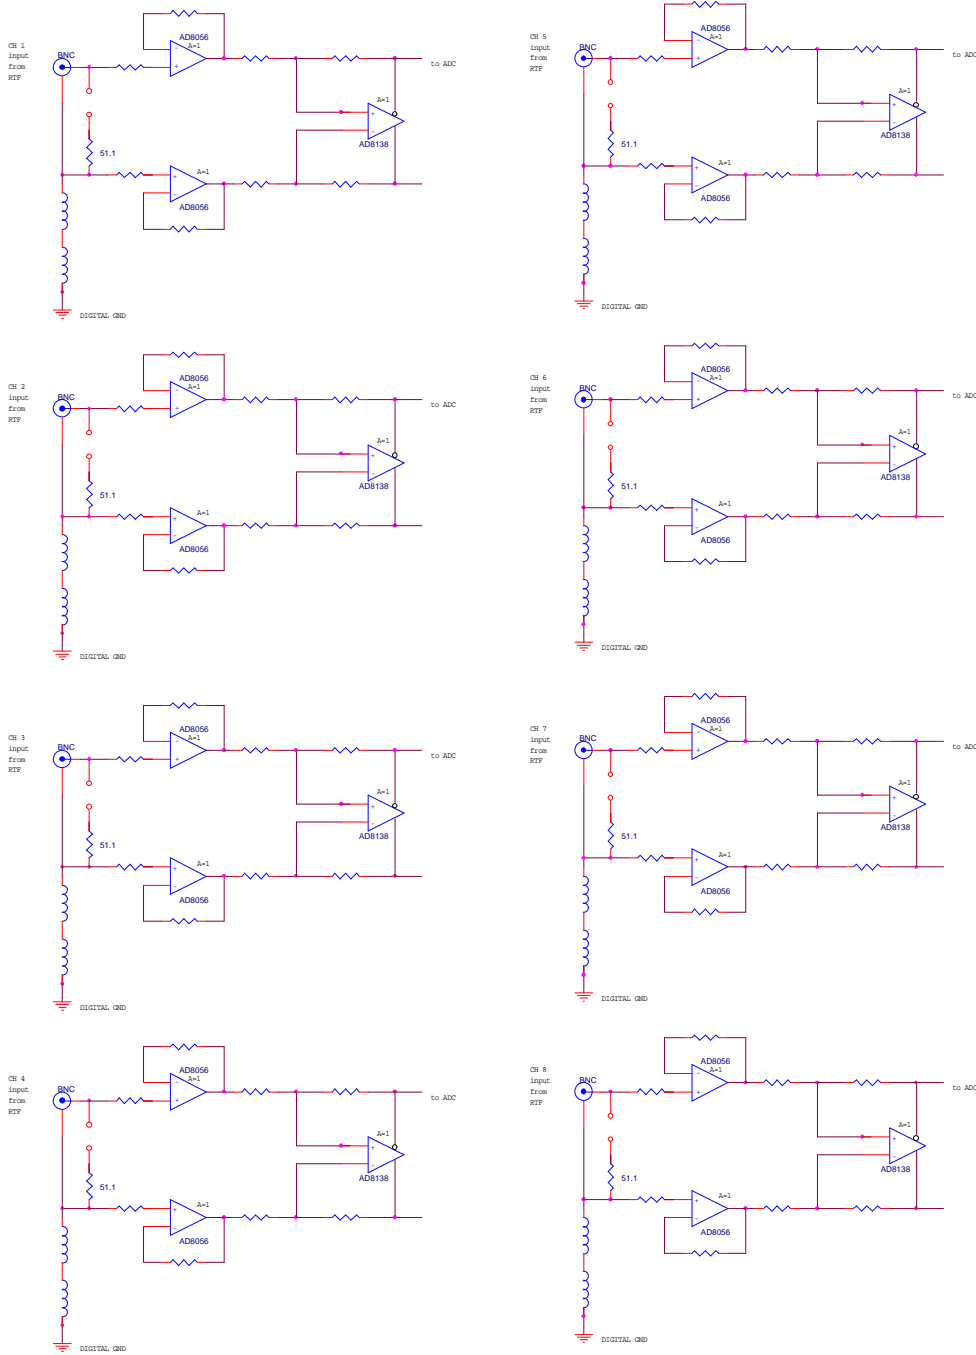 CH 1
input
from
RTF
BNC
AD8056
A=1
to ADC
A=1
AD8138
51.1
A=1
AD8056
DIGITAL GND
CH 5
input
from
RTF
BNC
AD8056
A=1
to ADC
A=1
AD8138
51.1
A=1
AD8056
DIGITAL GND
CH 2
input
from
RTF
BNC
AD8056
A=1
to ADC
A=1
AD8138
51.1
A=1
AD8056
DIGITAL GND
CH 6
input
from
RTF
BNC
AD8056
A=1
to ADC
A=1
AD8138
51.1
A=1
AD8056
DIGITAL GND
CH 3
input
from
RTF
BNC
AD8056
A=1
to ADC
A=1
AD8138
51.1
A=1
AD8056
DIGITAL GND
CH 7
input
from
RTF
BNC
AD8056
A=1
to ADC
A=1
AD8138
51.1
A=1
AD8056
DIGITAL GND
CH 4
input
from
RTF
BNC
AD8056
A=1
to ADC
A=1
AD8138
51.1
A=1
AD8056
DIGITAL GND
CH 8
input
from
RTF
BNC
AD8056
A=1
to ADC
A=1
AD8138
51.1
A=1
AD8056
DIGITAL GND